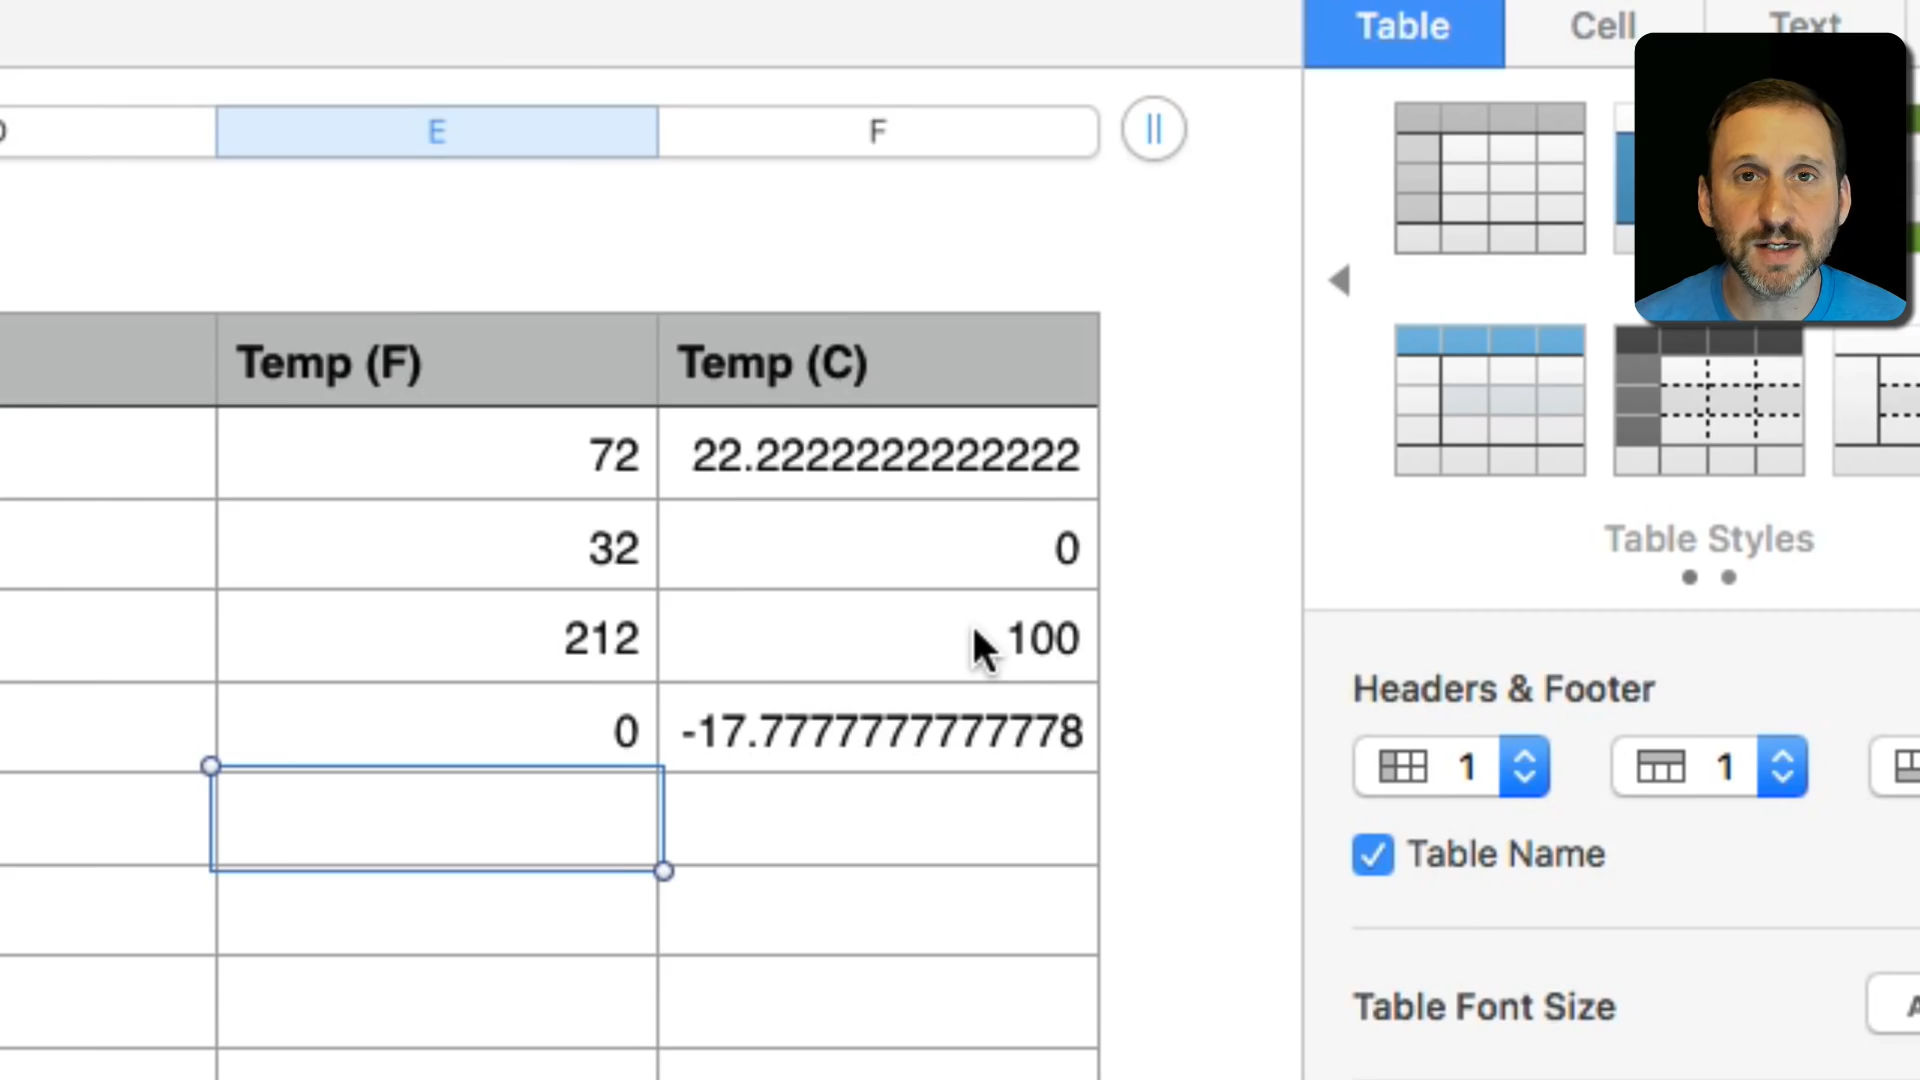 Table Cell Text
E F
Temp (F) Temp (C)
72 22.2222222222222
32 0
212 100
0 -17.7777777777778
Table Styles
Headers & Footer
1 1
Table Name
Table Font Size